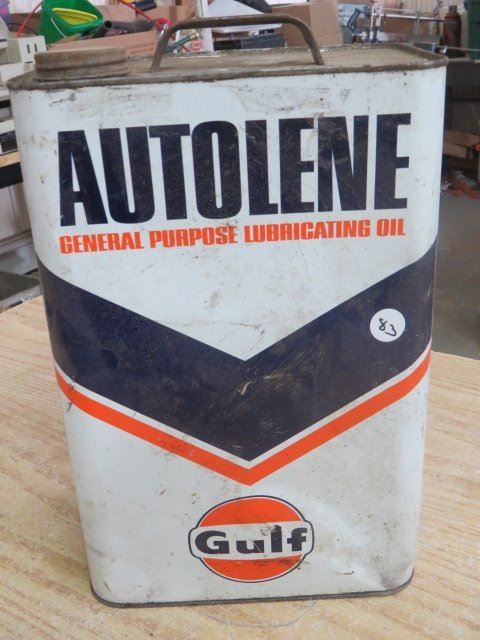 AUTOLENE
GENERAL PURPOSE LUBRICATING OIL
83
Gulf